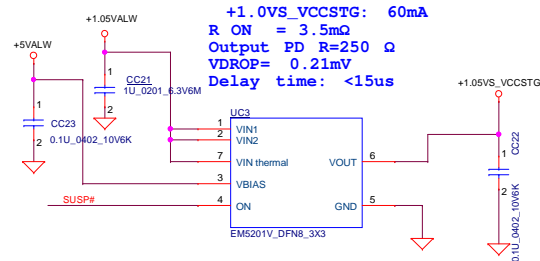 +1.0VS_VCCSTG: 60mA
R ON = 3.5mΩ
Output PD R=250 Ω
VDROP= 0.21mV
Delay time: <15us
+1.05VALW
+5VALW
+1.05VS_VCCSTG
1
CC21
1U_0201_6.3V6M
2
1
CC23
2
0.1U_0402_10V6K
UC3
1 VIN1
2 VIN2
7 VIN thermal
VOUT 6
3 VBIAS
SUSP# 4 ON
GND 5
EM5201V_DFN8_3X3
1
CC22
2
0.1U_0402_10V6K